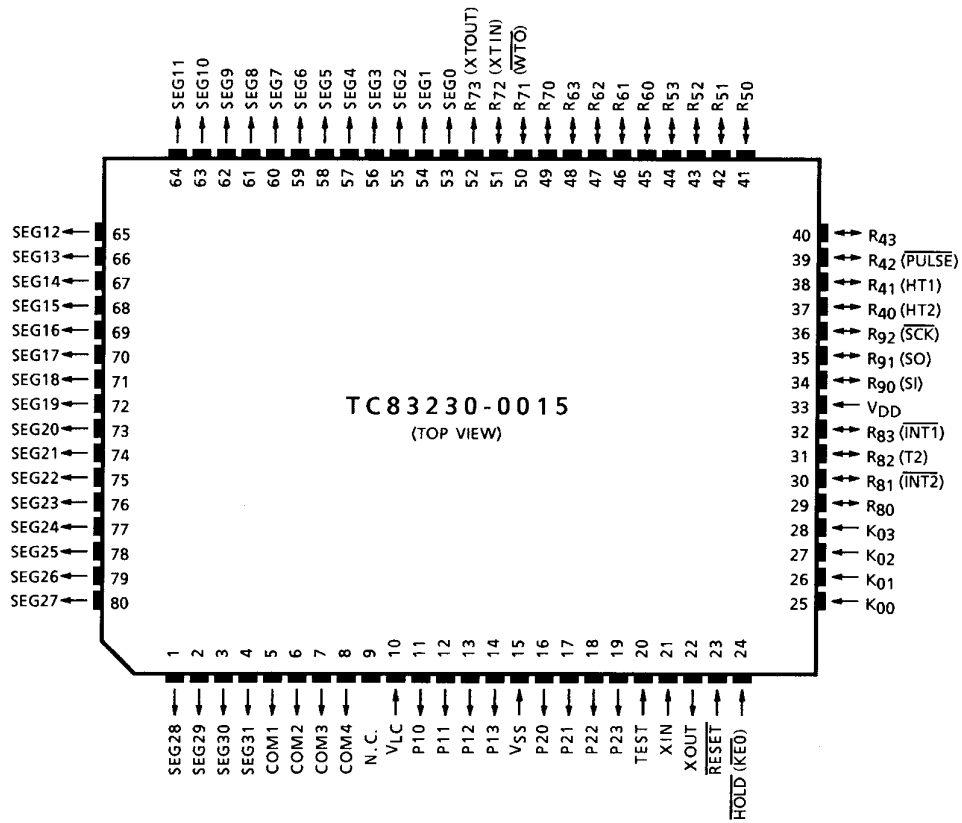 SEG11 SEG10 SEG9 SEG8 SEG7 SEG6 SEG5 SEG4 SEG3 SEG2 SEG1 SEG0 R73 (XTOUT) R72 (XTIN) R71 (WTO) R70 R63 R62 R61 R60 R53 R52 R51 R50
64 63 62 61 60 59 58 57 56 55 54 53 52 51 50 49 48 47 46 45 44 43 42 41
SEG12 65
SEG13 66
SEG14 67
SEG15 68
SEG16 69
SEG17 70
SEG18 71
SEG19 72
SEG20 73
SEG21 74
SEG22 75
SEG23 76
SEG24 77
SEG25 78
SEG26 79
SEG27 80
TC83230-0015
(TOP VIEW)
40 R43
39 R42 (PULSE)
38 R41 (HT1)
37 R40 (HT2)
36 R92 (SCK)
35 R91 (SO)
34 R90 (SI)
33 VDD
32 R83 (INT1)
31 R82 (T2)
30 R81 (INT2)
29 R80
28 K03
27 K02
26 K01
25 K00
1 2 3 4 5 6 7 8 9 10 11 12 13 14 15 16 17 18 19 20 21 22 23 24
SEG28 SEG29 SEG30 SEG31 COM1 COM2 COM3 COM4 N.C. VLC P10 P11 P12 P13 VSS P20 P21 P22 P23 TEST XIN XOUT RESET HOLD (KE0)